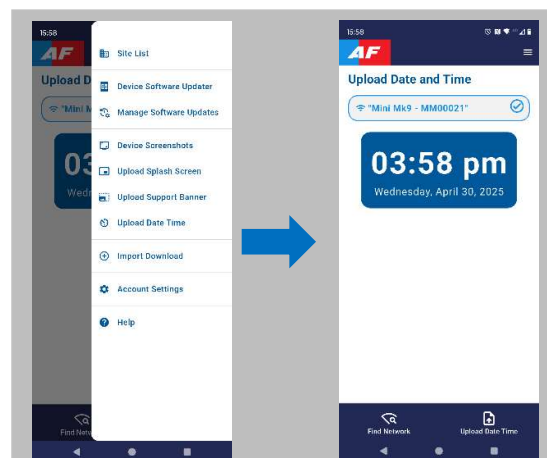 15:58
AF
Upload D
"Mini M
03
Wedn
Find Netw
Site List
Device Software Updater
Manage Software Updates
Device Screenshots
Upload Splash Screen
Upload Support Banner
Upload Date Time
Import Download
Account Settings
Help
15:58
AF
Upload Date and Time
"Mini Mk9 - MM00021"
03:58 pm
Wednesday, April 30, 2025
Find Network
Upload Date Time